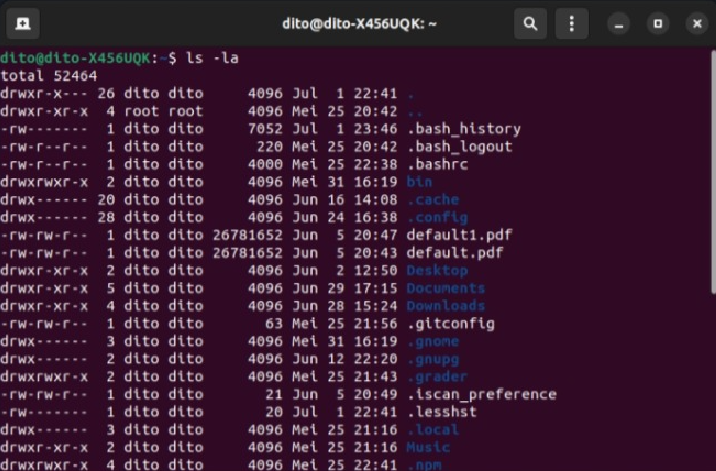 dito@dito-X456UQK: ~
dito@dito-X456UQK:~$ ls -la
total 52464
drwxr-x--- 26 dito dito 4096 Jul 1 22:41 .
drwxr-xr-x 4 root root 4096 Mei 25 20:42 ..
-rw------- 1 dito dito 7052 Jul 1 23:46 .bash_history
-rw-r--r-- 1 dito dito 220 Mei 25 20:42 .bash_logout
-rw-r--r-- 1 dito dito 4000 Mei 25 22:38 .bashrc
drwxrwxr-x 2 dito dito 4096 Mei 31 16:19 bin
drwx------ 20 dito dito 4096 Jun 16 14:08 .cache
drwx------ 28 dito dito 4096 Jun 24 16:38 .config
-rw-rw-r-- 1 dito dito 26781652 Jun 5 20:47 default1.pdf
-rw-rw-r-- 1 dito dito 26781652 Jun 5 20:43 default.pdf
drwxr-xr-x 2 dito dito 4096 Jun 2 12:50 Desktop
drwxr-xr-x 5 dito dito 4096 Jun 29 17:15 Documents
drwxr-xr-x 4 dito dito 4096 Jun 28 15:24 Downloads
-rw-rw-r-- 1 dito dito 63 Mei 25 21:56 .gitconfig
drwx------ 3 dito dito 4096 Mei 31 16:19 .gnome
drwx------ 2 dito dito 4096 Jun 12 22:20 .gnupg
drwxrwxr-x 2 dito dito 4096 Mei 25 21:43 .grader
-rw-rw-r-- 1 dito dito 21 Jun 5 20:49 .iscan_preference
-rw------- 1 dito dito 20 Jul 1 22:41 .lesshst
drwx------ 3 dito dito 4096 Mei 25 21:16 .local
drwxr-xr-x 2 dito dito 4096 Mei 25 21:16 Music
drwxrwxr-x 4 dito dito 4096 Mei 25 22:41 .npm